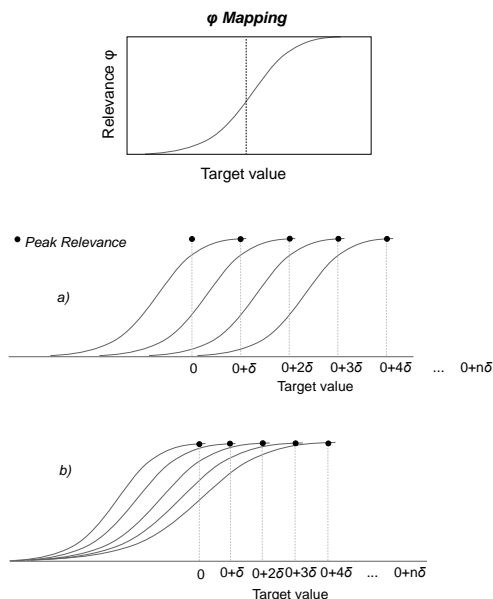 φ Mapping
Relevance φ
Target value
Peak Relevance
a)
0 0+δ 0+2δ 0+3δ 0+4δ ... 0+nδ
Target value
b)
0 0+δ 0+2δ 0+3δ 0+4δ ... 0+nδ
Target value